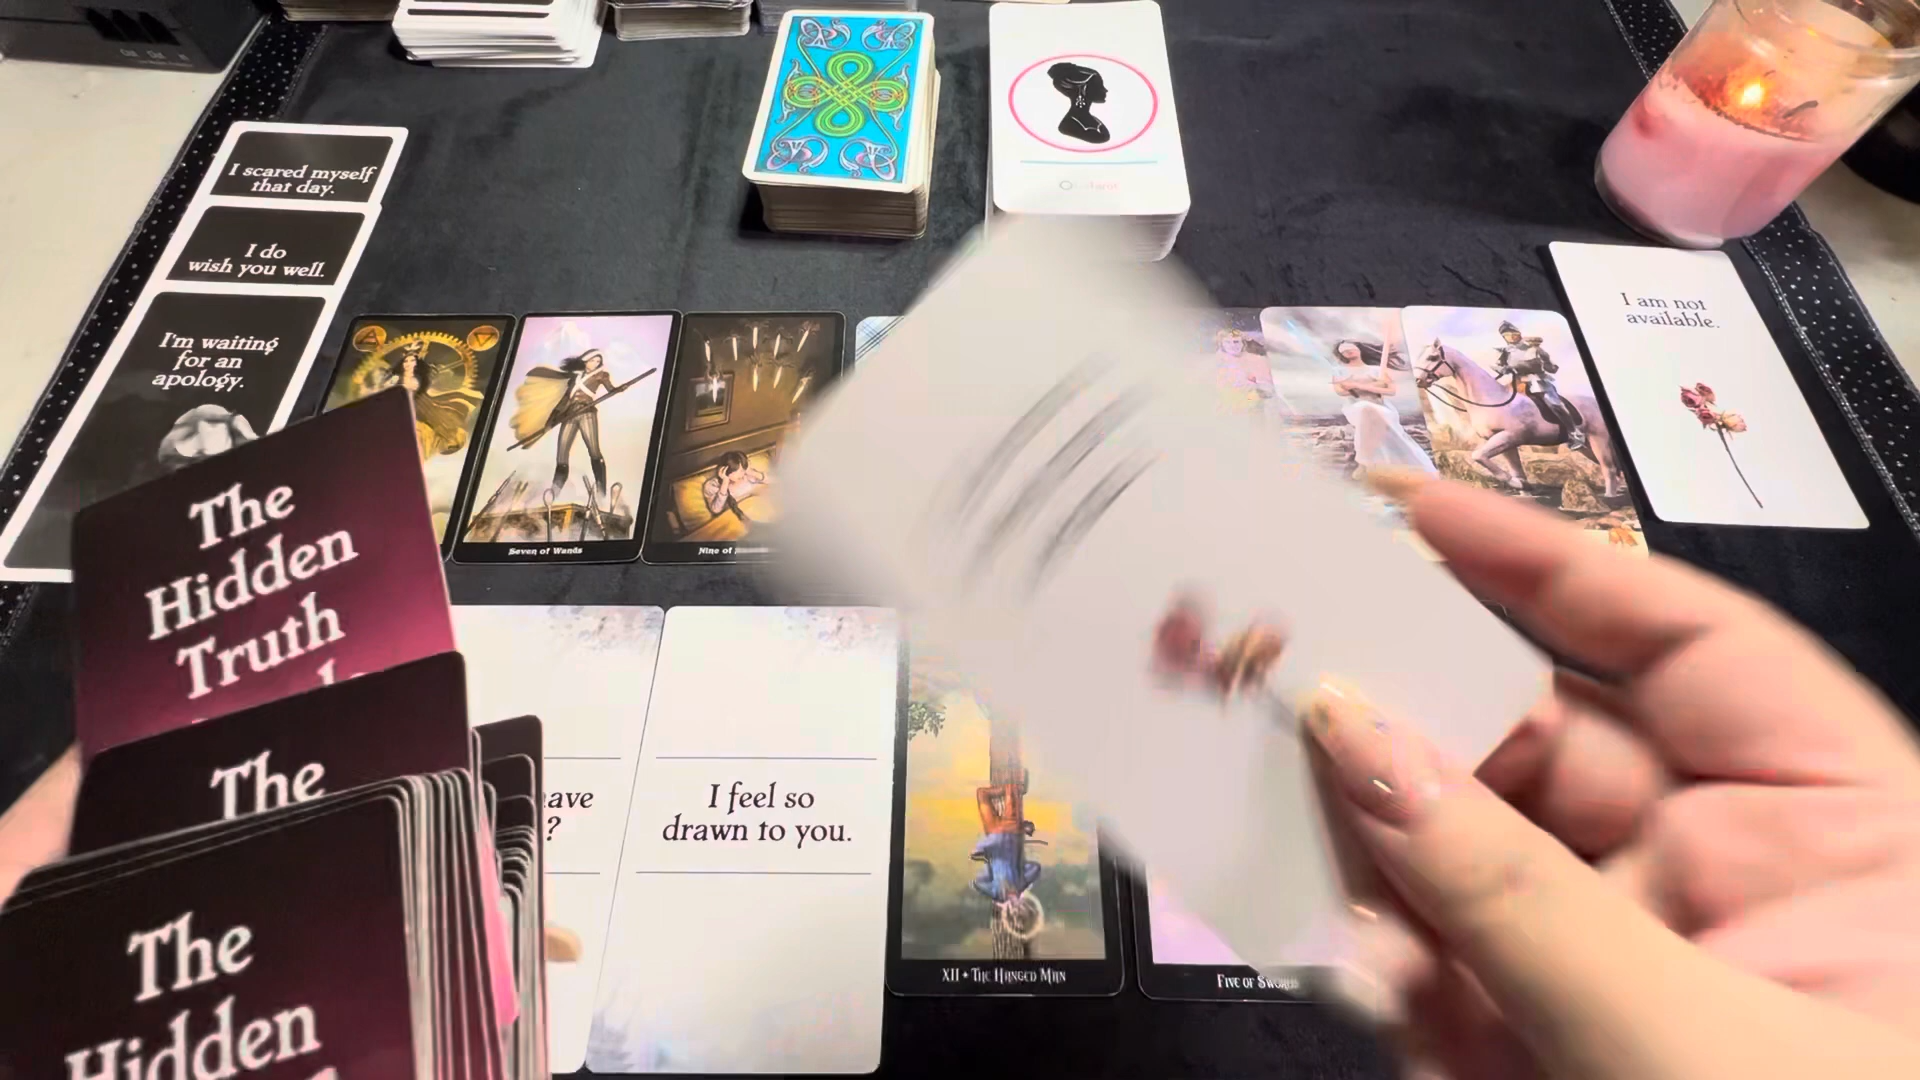 I scared myself
that day.
I do
wish you well.
I'm waiting
for an
apology.
I am not
available.
Seven of Wands
Nine of
The
Hidden
Truth
The
The
Hidden
have
?
I feel so
drawn to you.
XII • The Hanged Man
Five of Swords